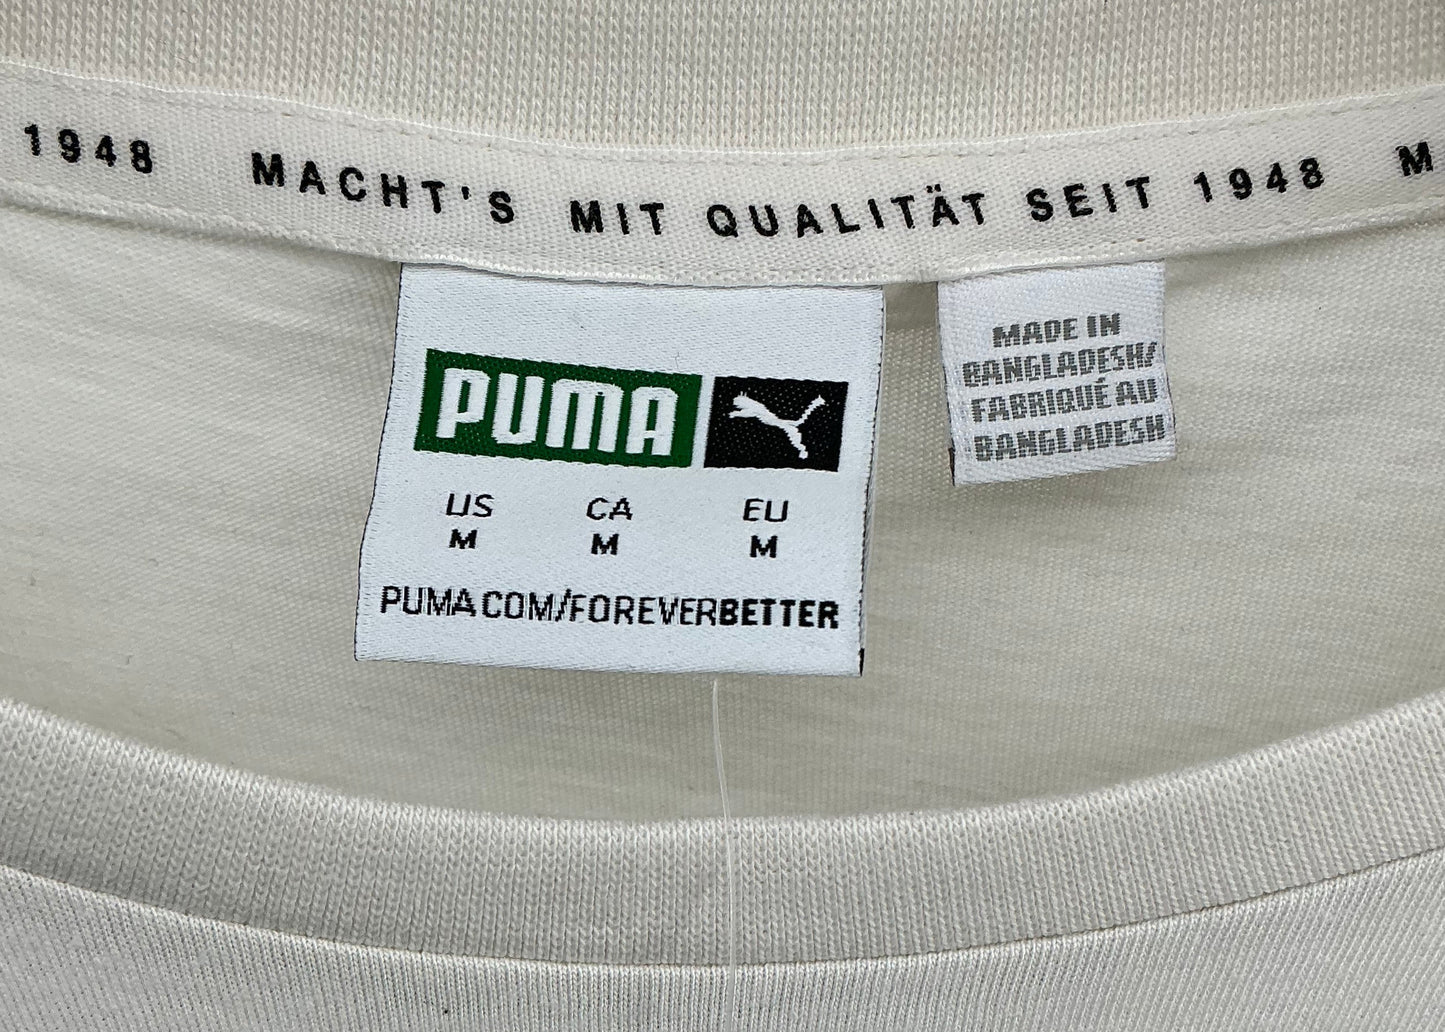 1948 MACHT'S MIT QUALITÄT SEIT 1948 M
PUMA
US CA EU
M M M
PUMA.COM/FOREVERBETTER
MADE IN
BANGLADESH/
FABRIQUÉ AU
BANGLADESH